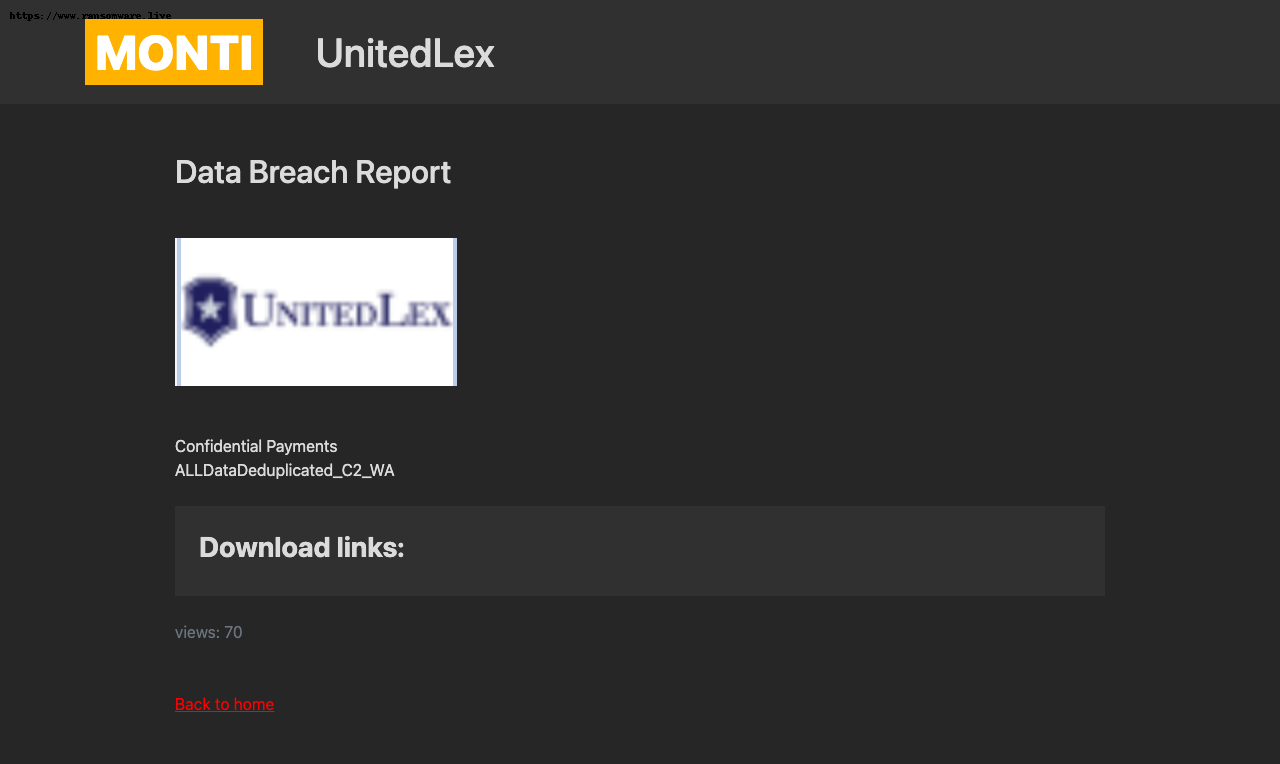 https://www.ransomware.live
MONTI
UnitedLex
Data Breach Report
UNITEDLEX
Confidential Payments
ALLDataDeduplicated_C2_WA
Download links:
views: 70
Back to home